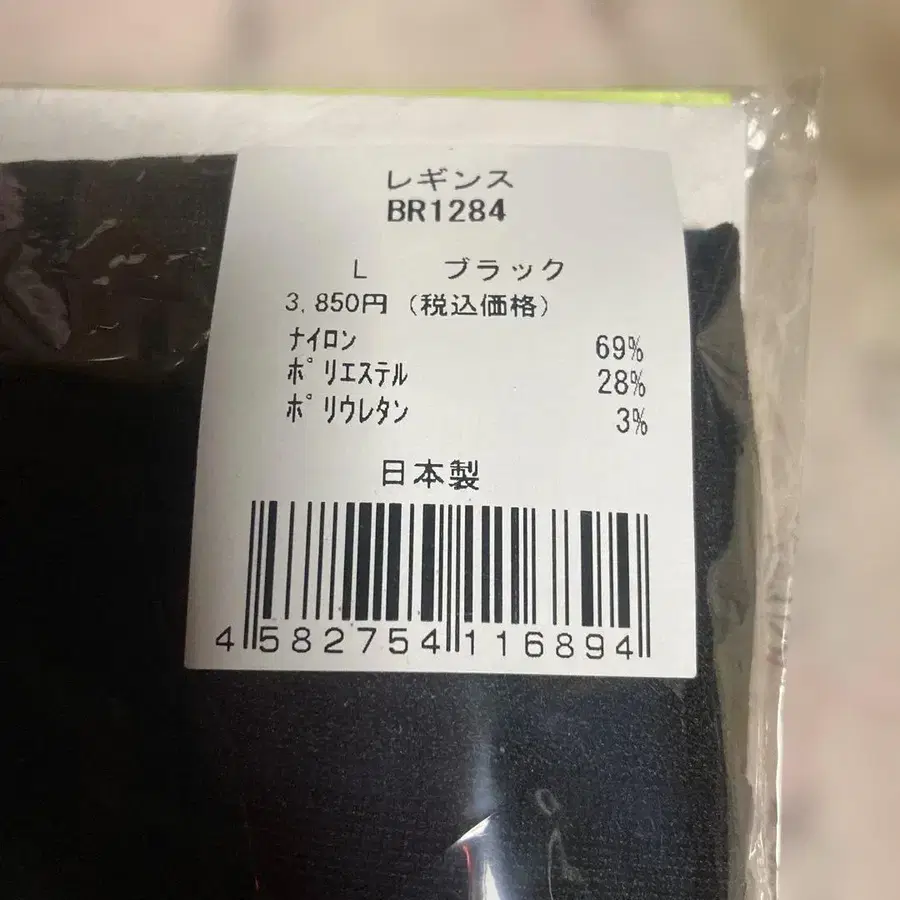 レギンス
BR1284
L ブラック
3,850円(税込価格)
ナイロン 69%
ポリエステル 28%
ポリウレタン 3%
日本製
4582754116894